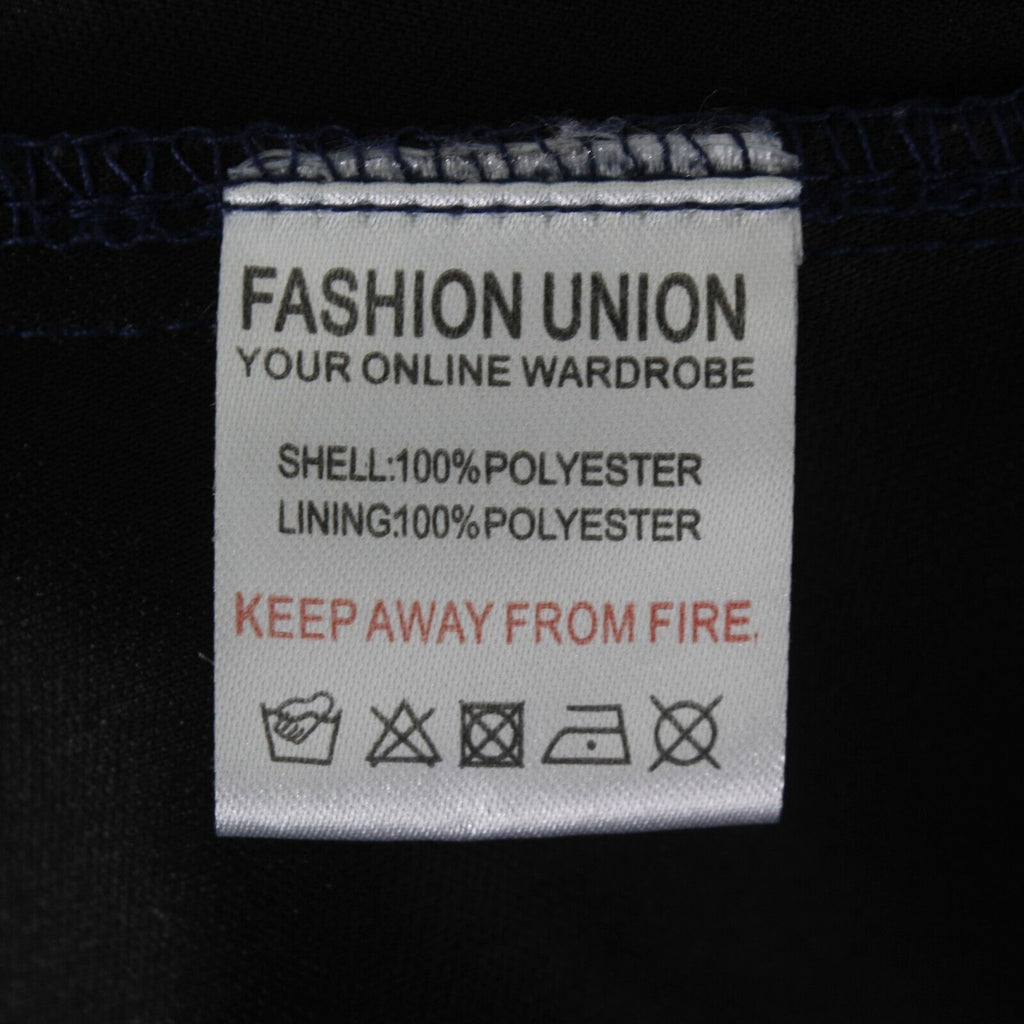 FASHION UNION
YOUR ONLINE WARDROBE
SHELL:100%POLYESTER
LINING:100%POLYESTER
KEEP AWAY FROM FIRE.